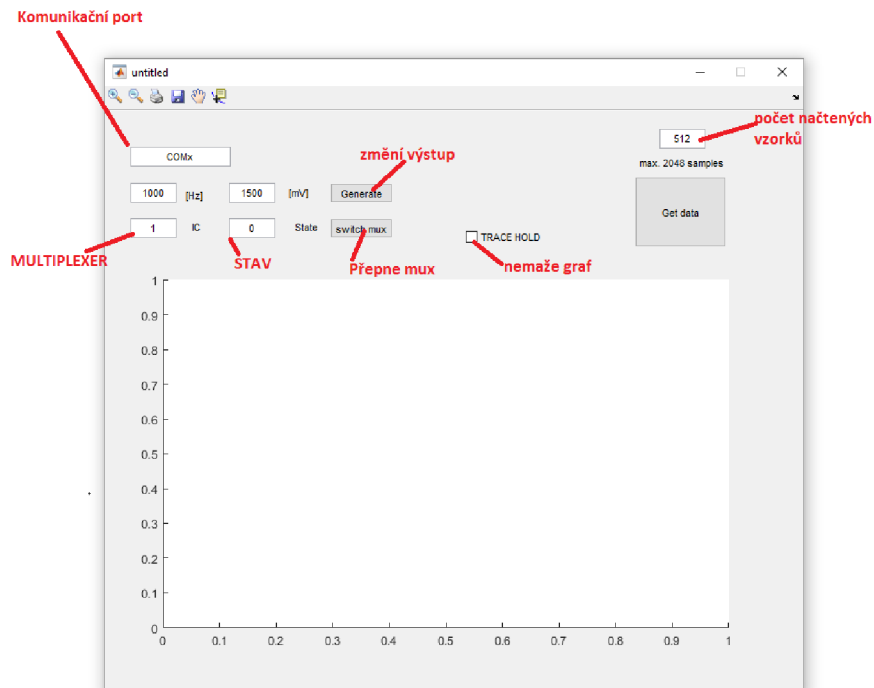 Komunikační port
untitled
počet načtených
vzorků
512
COMx
změní výstup
max. 2048 samples
1000 [Hz] 1500 [mV] Generate
Get data
1 IC 0 State switch mux
TRACE HOLD
MULTIPLEXER
STAV
Přepne mux
nemaže graf
1
0.9
0.8
0.7
0.6
0.5
0.4
0.3
0.2
0.1
0
0 0.1 0.2 0.3 0.4 0.5 0.6 0.7 0.8 0.9 1